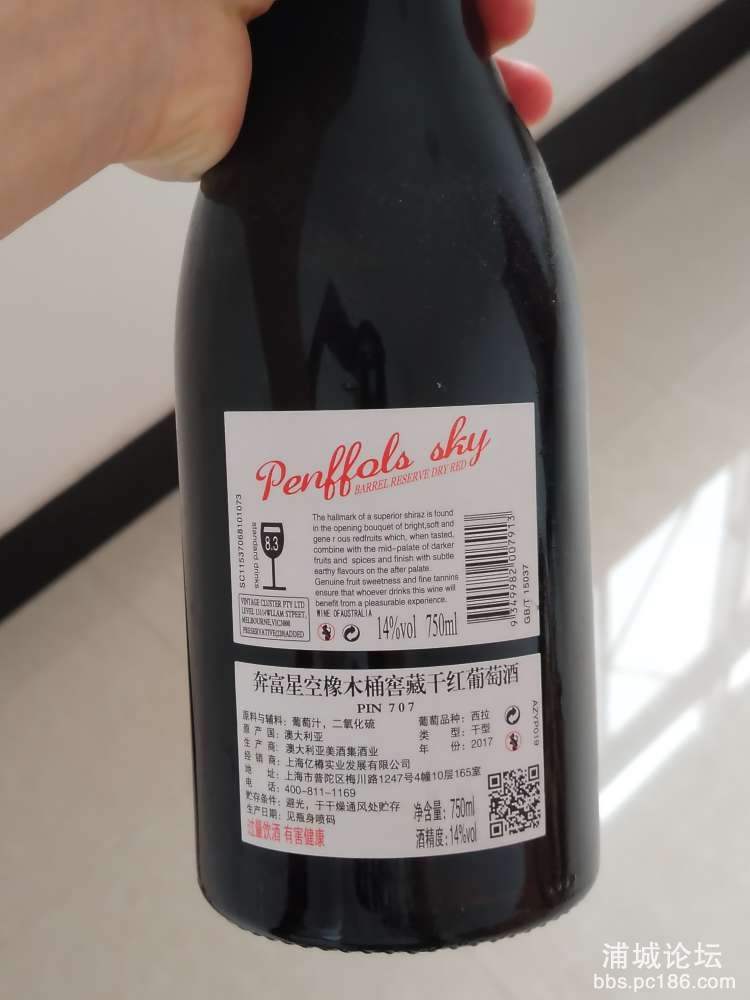 Penffols sky
BARREL RESERVE DRY RED
SC11537068101073
8.3
standard drinks
The hallmark of a superior shiraz is found
in the opening bouquet of bright,soft and
gene r ous redfruits which, when tasted,
combine with the mid-palate of darker
fruits and spices and finish with subtle
earthy flavours on the after palate.
Genuine fruit sweetness and fine tannins
ensure that whoever drinks this wine will
benefit from a pleasurable experience.
WINE OFAUSTRALIA
VINTAGE CLUSTER PTY LTD
MELBOURNE,VIC3000
PRESERVATIVE(220)ADDED
14%vol 750ml
9 349982 007913
GB/T 15037
奔富星空橡木桶窖藏干红葡萄酒
PIN 707
原料与辅料: 葡萄汁，二氧化硫
葡萄品种: 西拉
原产国: 澳大利亚
类型: 干型
生产商: 澳大利亚美酒集酒业
年份: 2017
经销商: 上海亿樽实业发展有限公司
地址: 上海市普陀区梅川路1247号4幢10层165室
电话: 400-811-1169
贮存条件: 避光，于干燥通风处贮存
生产日期: 见瓶身喷码
过量饮酒 有害健康
净含量: 750ml
酒精度: 14%vol
AZYP019
浦城论坛
bbs.pc186.com